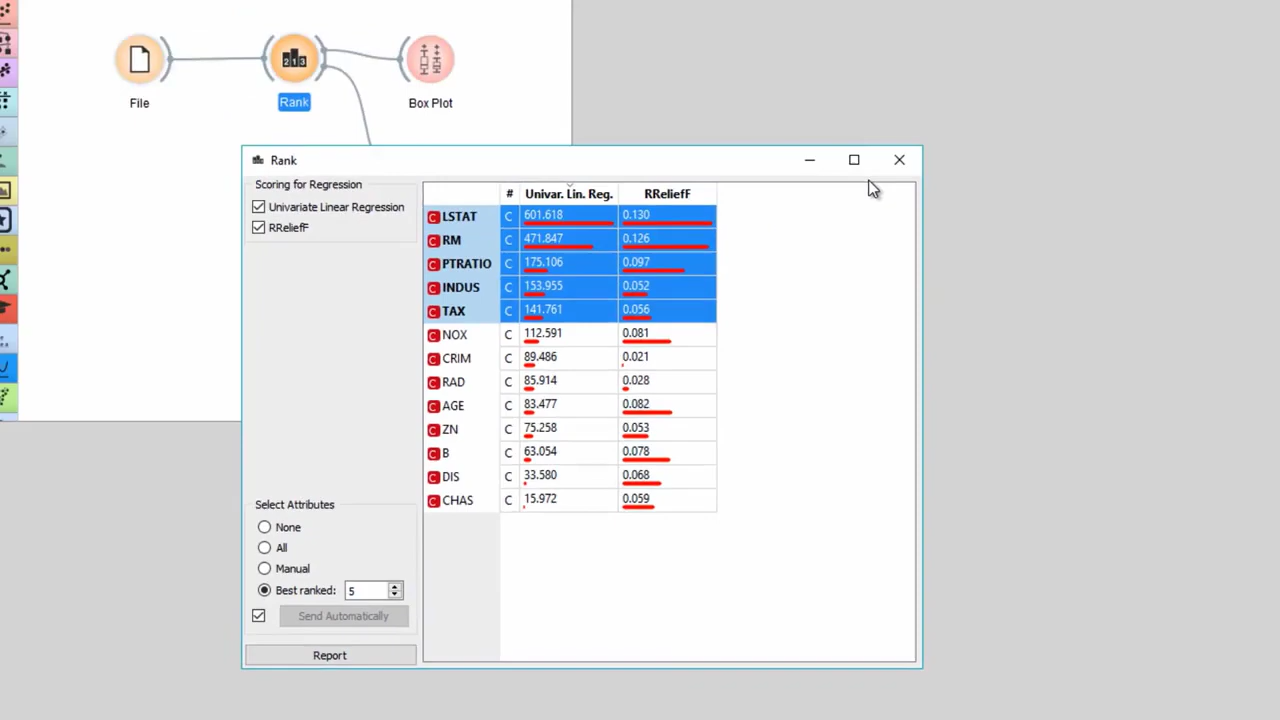 213
File
Rank
Box Plot
Rank
Scoring for Regression
Univariate Linear Regression
RReliefF
# Univar. Lin. Reg. RReliefF
C LSTAT C 601.618 0.130
C RM C 471.847 0.126
C PTRATIO C 175.106 0.097
C INDUS C 153.955 0.052
C TAX C 141.761 0.056
C NOX C 112.591 0.081
C CRIM C 89.486 0.021
C RAD C 85.914 0.028
C AGE C 83.477 0.082
C ZN C 75.258 0.053
C B C 63.054 0.078
C DIS C 33.580 0.068
C CHAS C 15.972 0.059
Select Attributes
None
All
Manual
Best ranked: 5
Send Automatically
Report